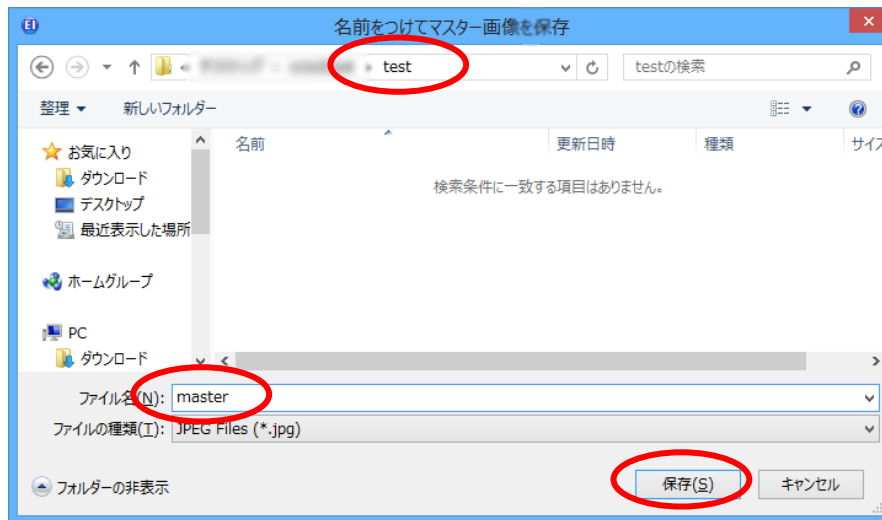 EI
名前をつけてマスター画像を保存
test
testの検索
整理
新しいフォルダー
名前
更新日時
種類
サイズ
お気に入り
検索条件に一致する項目はありません。
ダウンロード
デスクトップ
最近表示した場所
ホームグループ
PC
ダウンロード
ファイル名(N): master
ファイルの種類(T): JPEG Files (*.jpg)
フォルダーの非表示
保存(S)
キャンセル